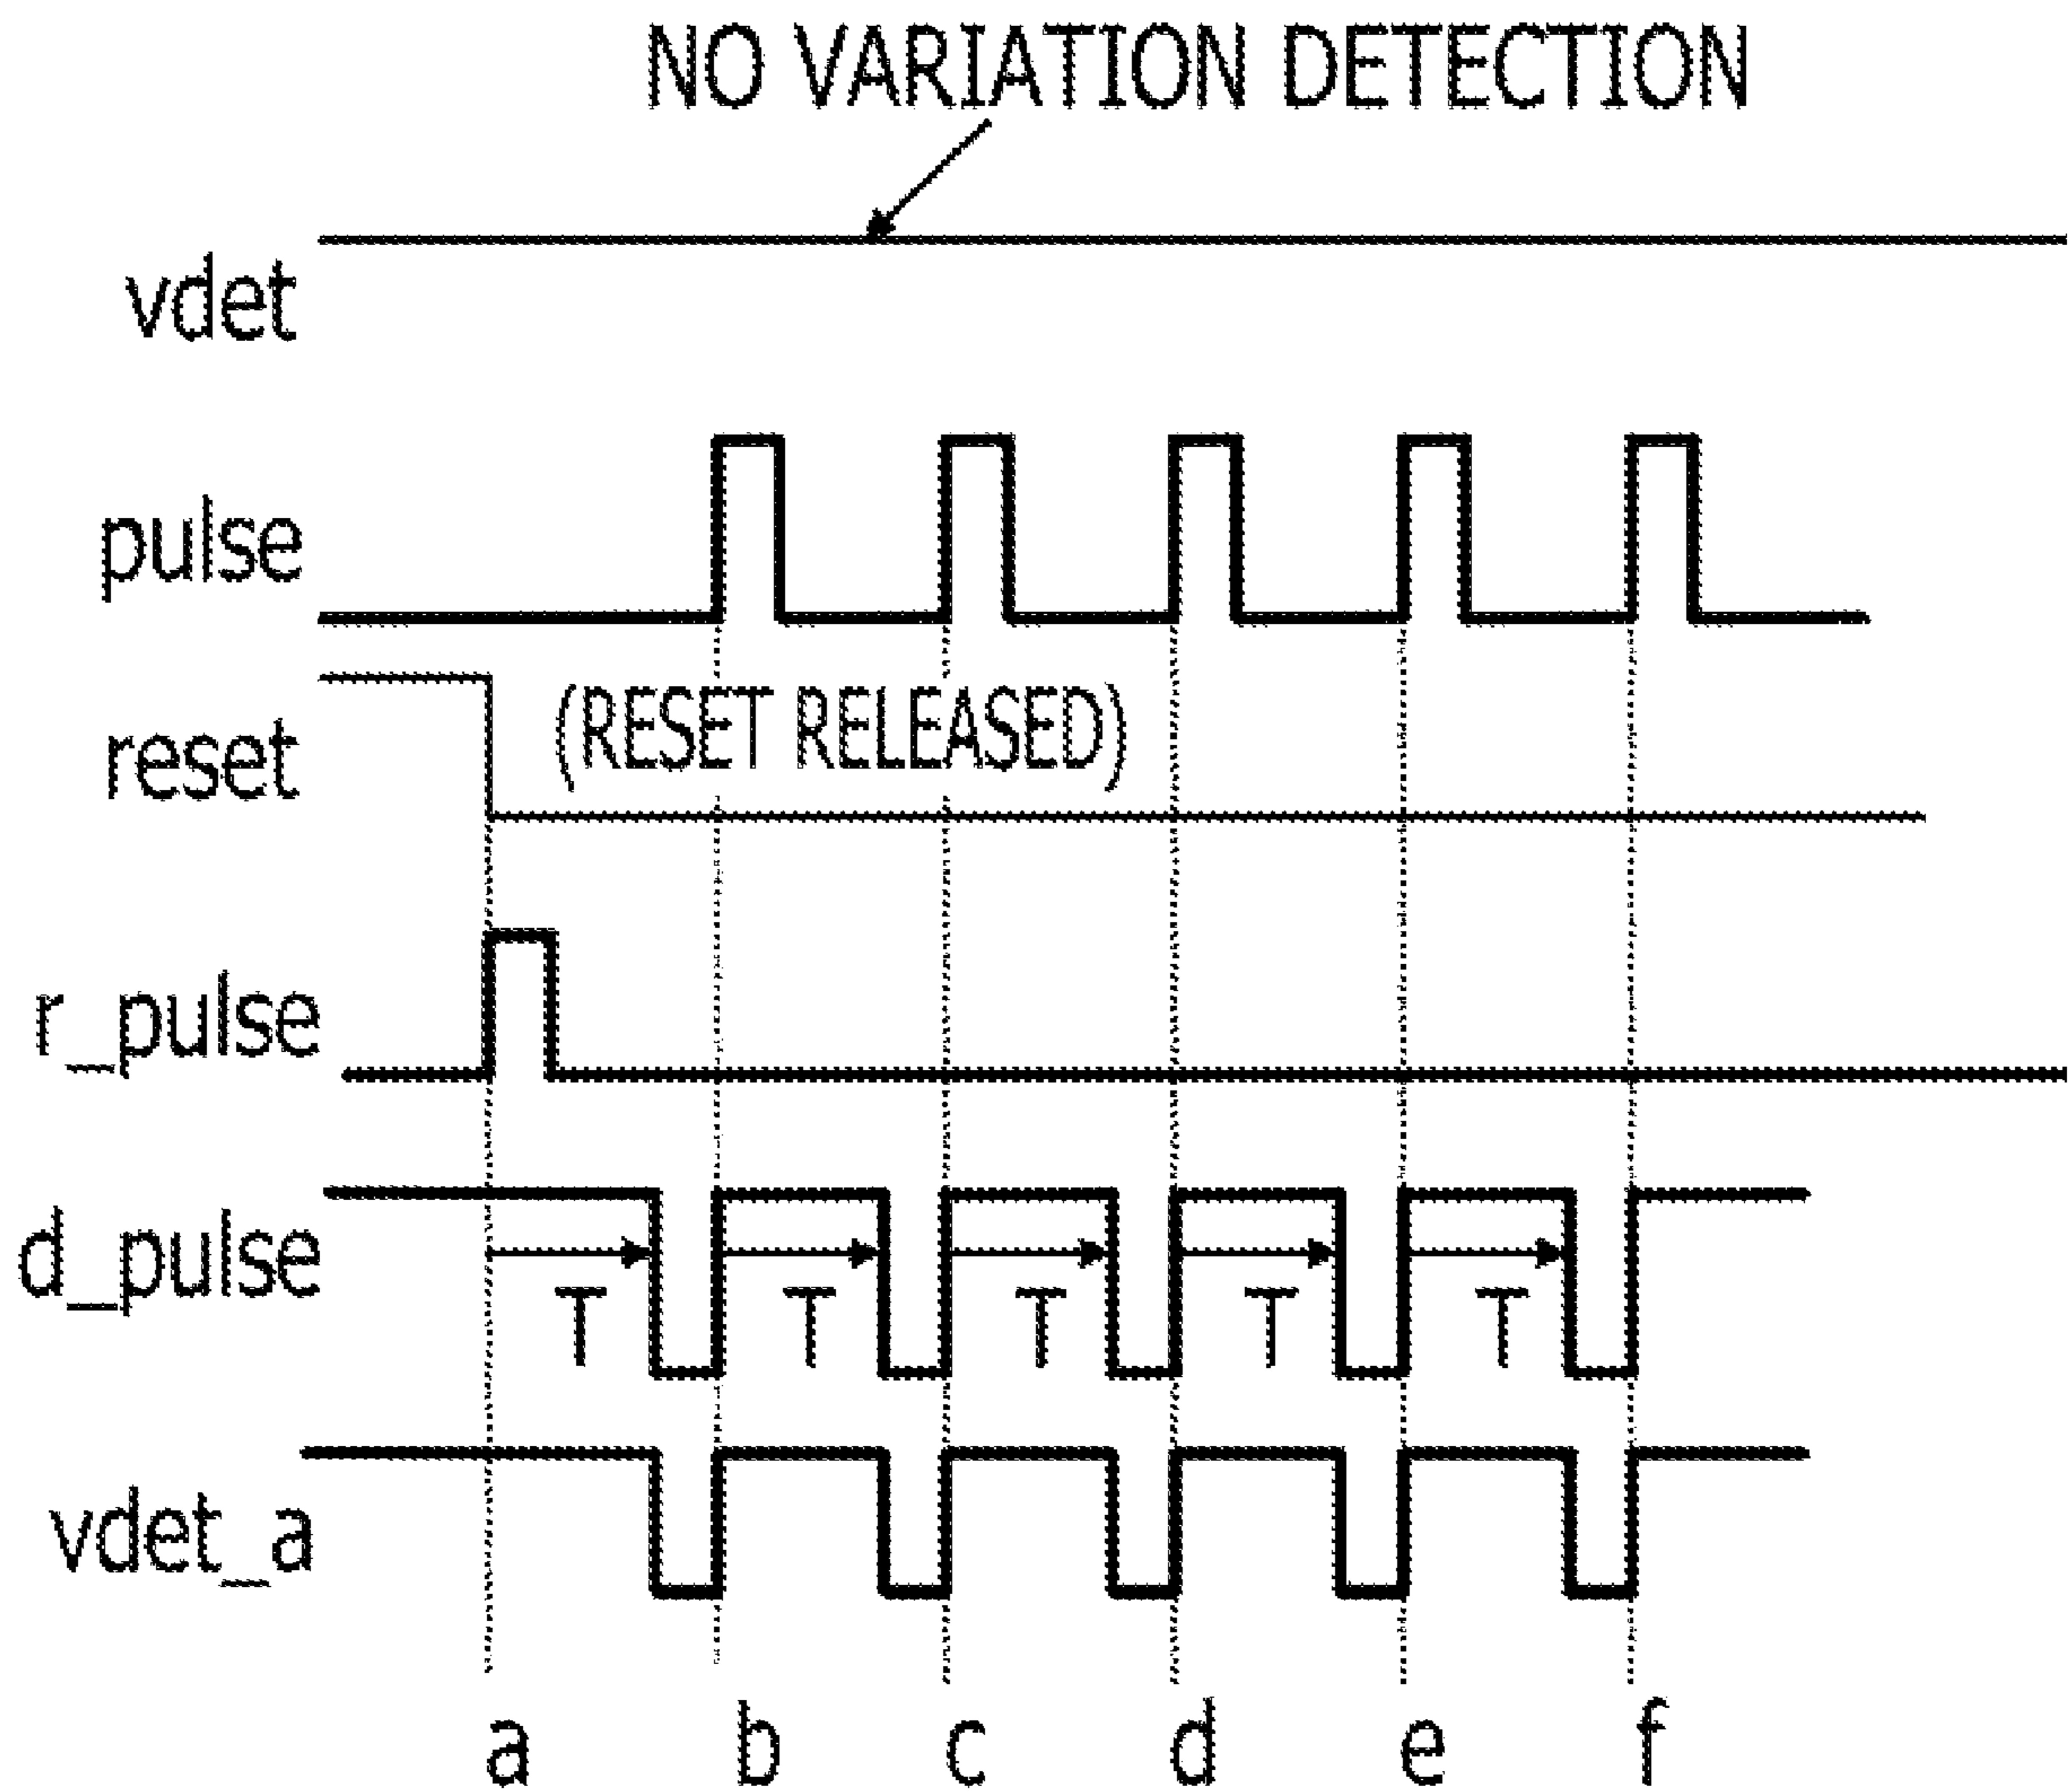 NO VARIATION DETECTION
vdet
pulse
reset
(RESET RELEASED)
r_pulse
d_pulse
T T T T T
vdet_a
a b c d e f